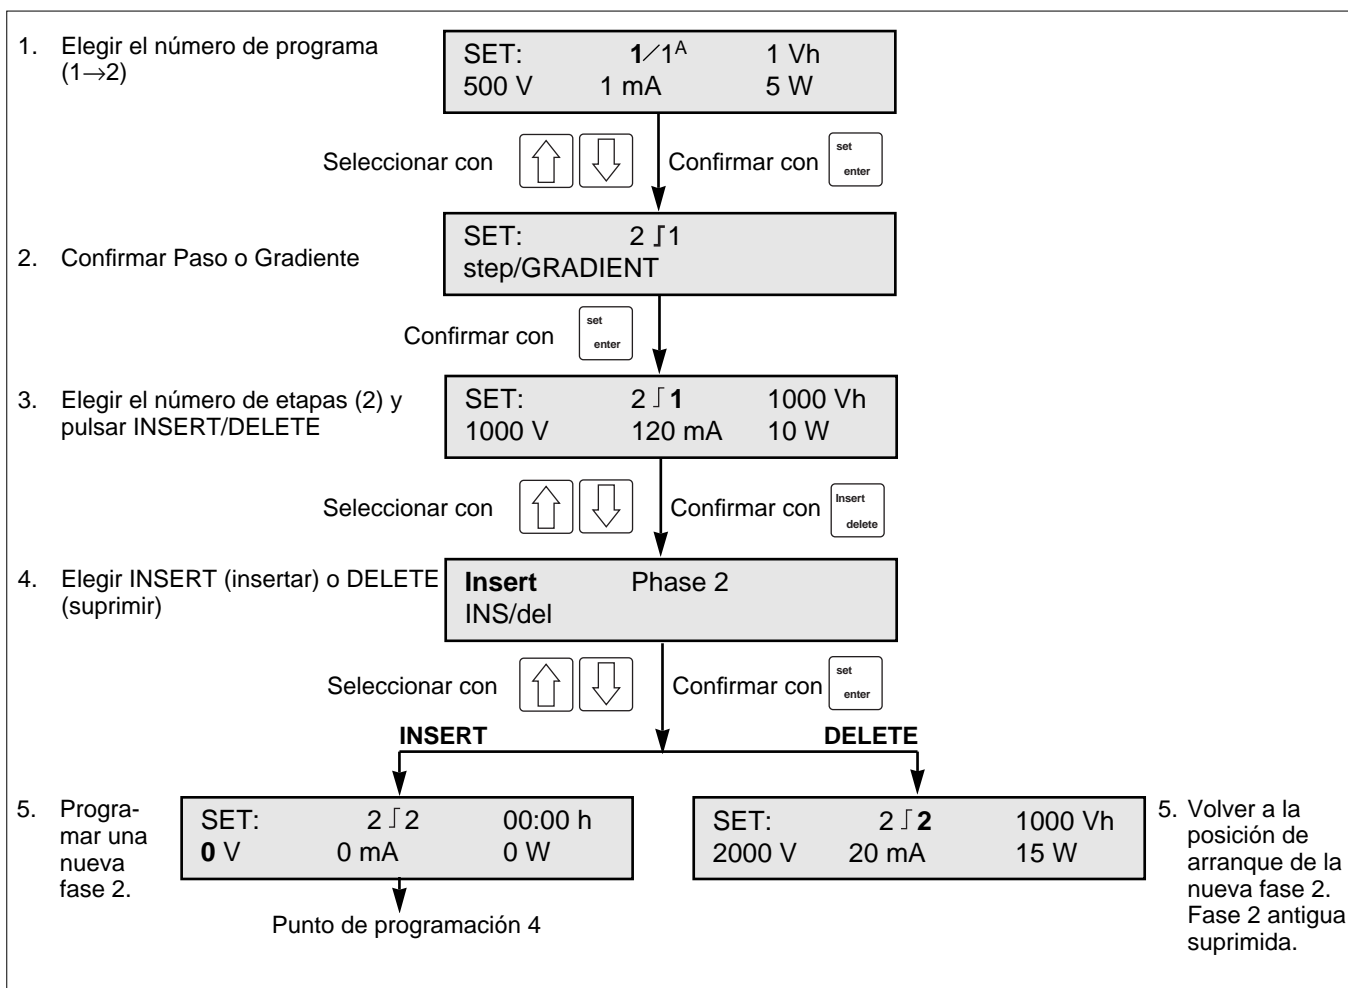 1. Elegir el número de programa
(1→2)
SET: 1/1A 1 Vh
500 V 1 mA 5 W
Seleccionar con
Confirmar con
set
enter
2. Confirmar Paso o Gradiente
SET: 2 ⌠1
step/GRADIENT
Confirmar con
set
enter
3. Elegir el número de etapas (2) y
pulsar INSERT/DELETE
SET: 2 ⌠1 1000 Vh
1000 V 120 mA 10 W
Seleccionar con
Confirmar con
Insert
delete
4. Elegir INSERT (insertar) o DELETE
(suprimir)
Insert Phase 2
INS/del
Seleccionar con
Confirmar con
set
enter
INSERT
DELETE
5. Progra-
mar una
nueva
fase 2.
SET: 2 ⌠2 00:00 h
0 V 0 mA 0 W
Punto de programación 4
SET: 2 ⌠2 1000 Vh
2000 V 20 mA 15 W
5. Volver a la
posición de
arranque de la
nueva fase 2.
Fase 2 antigua
suprimida.